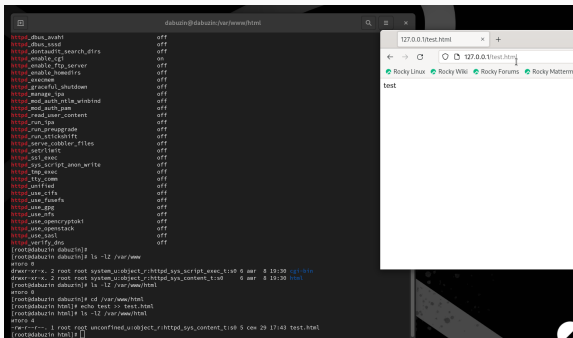 dabuzin@dabuzin:/var/www/html
httpd_dbus_avahi off
httpd_dbus_sssd off
httpd_dontaudit_search_dirs off
httpd_enable_cgi on
httpd_enable_ftp_server off
httpd_enable_homedirs off
httpd_execmem off
httpd_graceful_shutdown off
httpd_manage_ipa off
httpd_mod_auth_ntlm_winbind off
httpd_mod_auth_pam off
httpd_read_user_content off
httpd_run_ipa off
httpd_run_preupgrade off
httpd_run_stickshift off
httpd_serve_cobbler_files off
httpd_setrlimit off
httpd_ssi_exec off
httpd_sys_script_anon_write off
httpd_tmp_exec off
httpd_tty_comm off
httpd_unified off
httpd_use_cifs off
httpd_use_fusefs off
httpd_use_gpg off
httpd_use_nfs off
httpd_use_opencryptoki off
httpd_use_openstack off
httpd_use_sasl off
httpd_verify_dns off
[root@dabuzin dabuzin]#
[root@dabuzin dabuzin]# ls -lZ /var/www
итого 0
drwxr-xr-x. 2 root root system_u:object_r:httpd_sys_script_exec_t:s0 6 авг 8 19:30 cgi-bin
drwxr-xr-x. 2 root root system_u:object_r:httpd_sys_content_t:s0 6 авг 8 19:30 html
[root@dabuzin dabuzin]# ls -lZ /var/www/html
итого 0
[root@dabuzin dabuzin]# cd /var/www/html
[root@dabuzin html]# echo test >> test.html
[root@dabuzin html]# ls -lZ /var/www/html
итого 4
-rw-r--r--. 1 root root unconfined_u:object_r:httpd_sys_content_t:s0 5 сен 29 17:43 test.html
[root@dabuzin html]#
127.0.0.1/test.html
127.0.0.1/test.html
Rocky Linux Rocky Wiki Rocky Forums Rocky Matterm
test